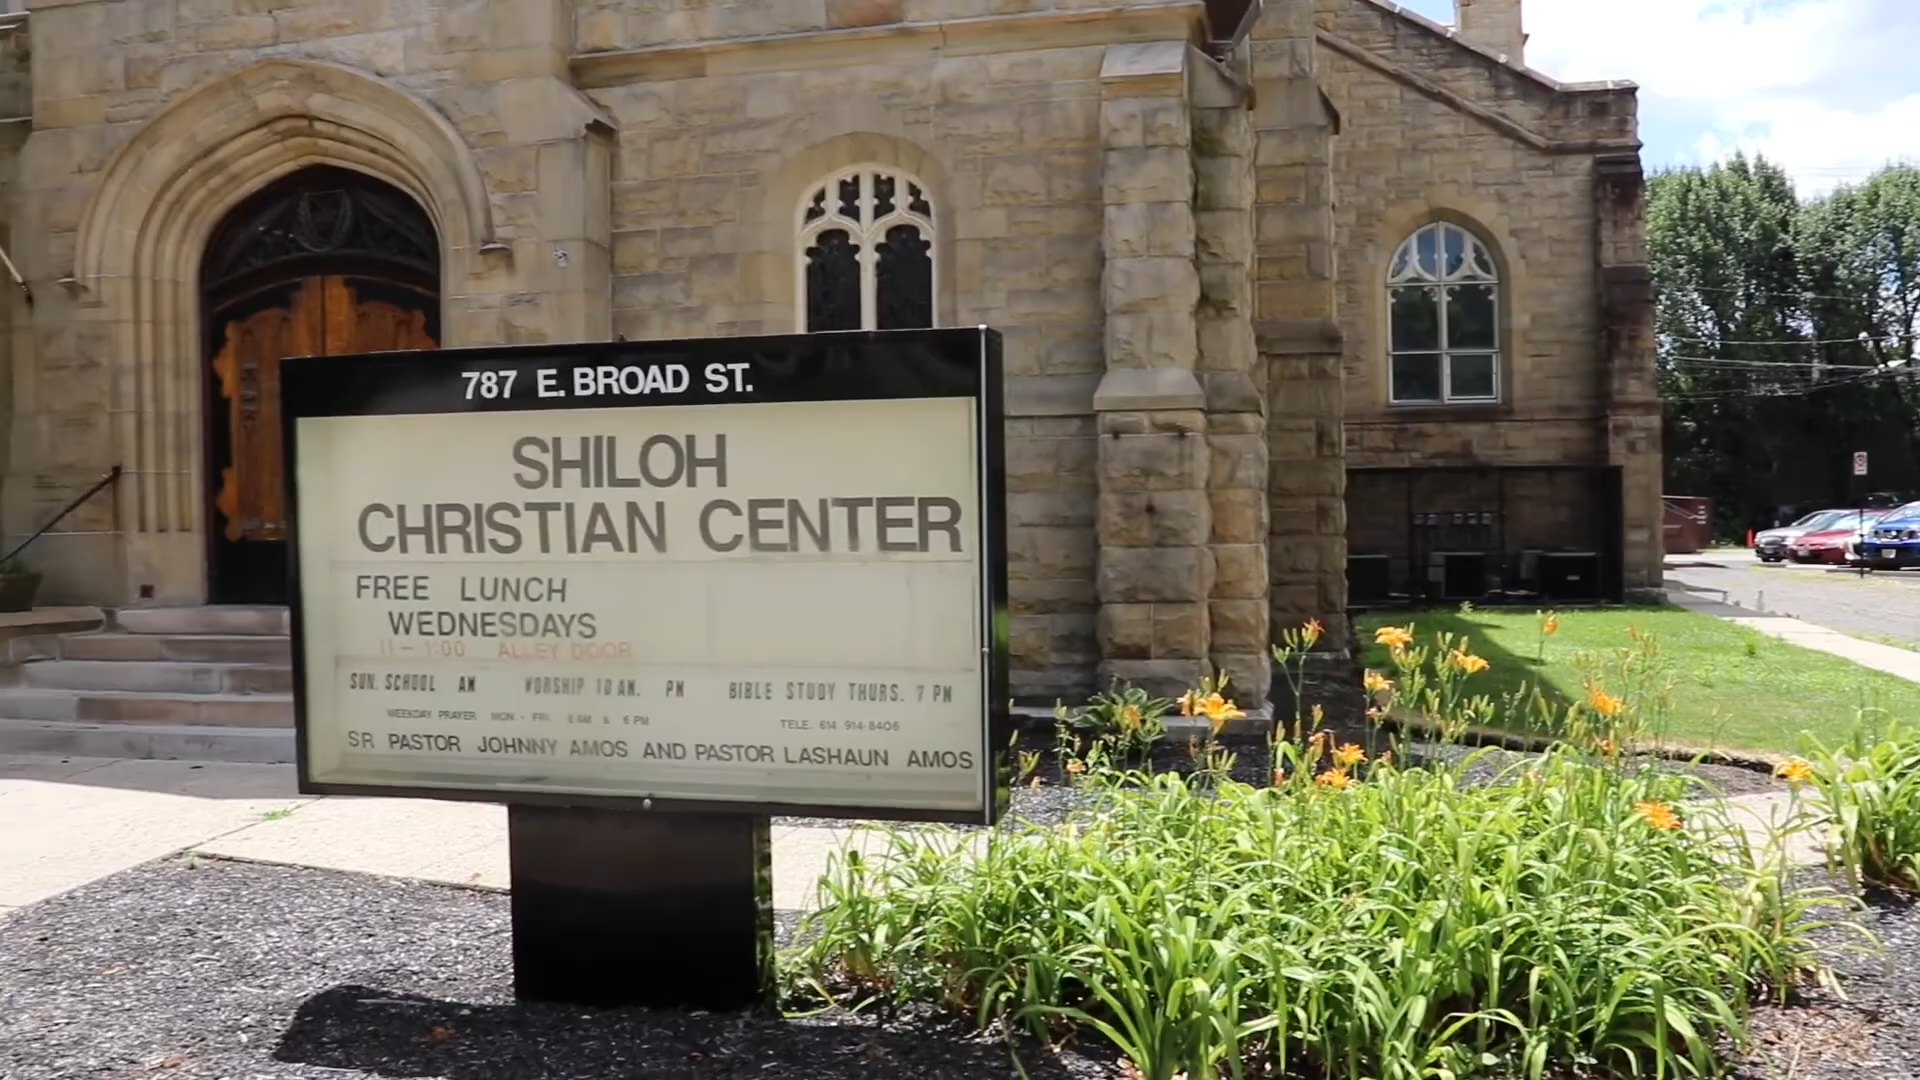 787 E. BROAD ST.
SHILOH
CHRISTIAN CENTER
FREE LUNCH
WEDNESDAYS
11 - 1:00 ALLEY DOOR
SUN. SCHOOL AM WORSHIP 10 AM. PM BIBLE STUDY THURS. 7 PM
WEEKDAY PRAYER MON - FRI. 6 AM & 6 PM TELE. 614 914-8406
SR PASTOR JOHNNY AMOS AND PASTOR LASHAUN AMOS